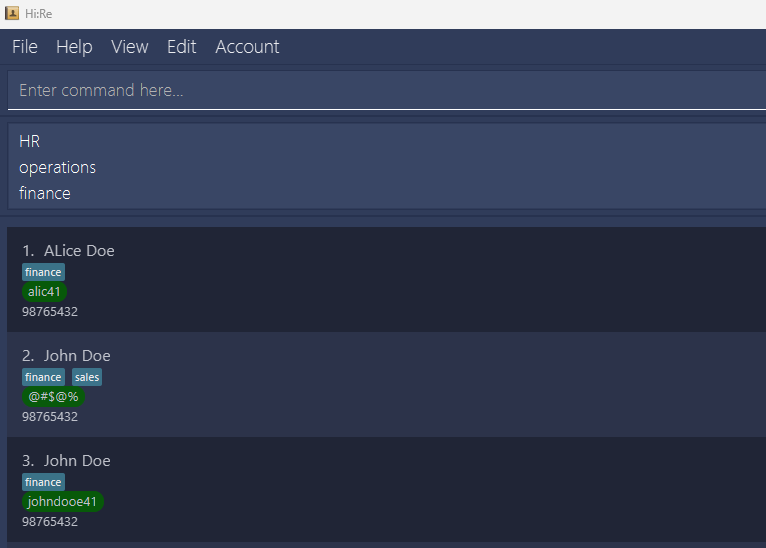 Hi:Re
File Help View Edit Account
Enter command here...
HR
operations
finance
1. ALice Doe
finance
alic41
98765432
2. John Doe
finance sales
@#$@%
98765432
3. John Doe
finance
johndooe41
98765432